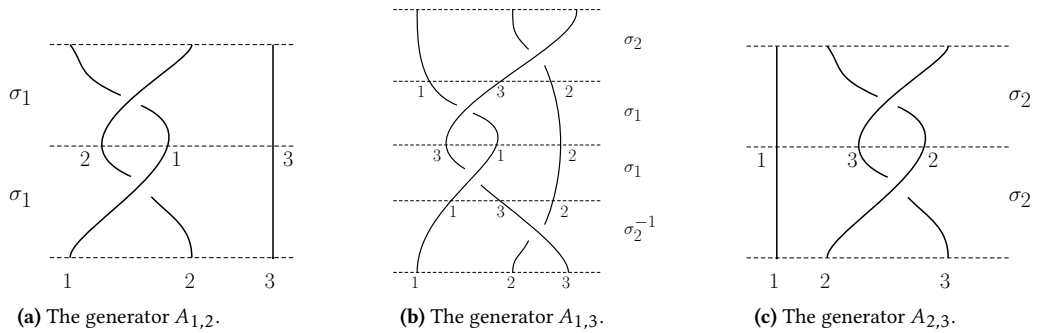 σ1
2 1 3
σ1
1 2 3
(a) The generator A1,2.
σ2
1 3 2
σ1
3 1 2
σ1
1 3 2
σ2−1
1 2 3
(b) The generator A1,3.
σ2
1 3 2
σ2
1 2 3
(c) The generator A2,3.